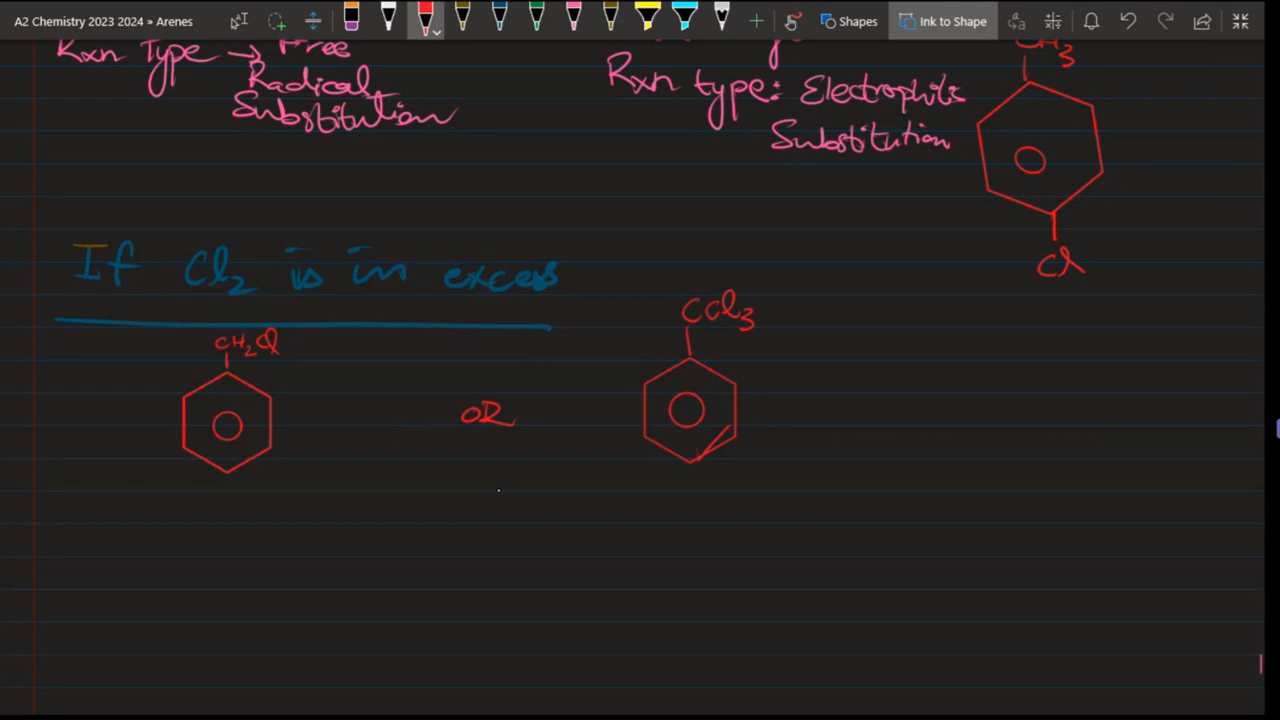 A2 Chemistry 2023 2024 » Arenes
Shapes
Ink to Shape
Rxn Type → Free
Radical
Substitution
Rxn type: Electrophilic
Substitution
CH3
Cl
If Cl2 is in excess
CH2Cl
OR
CCl3